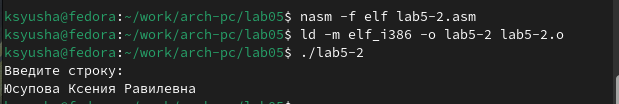 ksyusha@fedora:~/work/arch-pc/lab05$ nasm -f elf lab5-2.asm
ksyusha@fedora:~/work/arch-pc/lab05$ ld -m elf_i386 -o lab5-2 lab5-2.o
ksyusha@fedora:~/work/arch-pc/lab05$ ./lab5-2
Введите строку:
Юсупова Ксения Равилевна